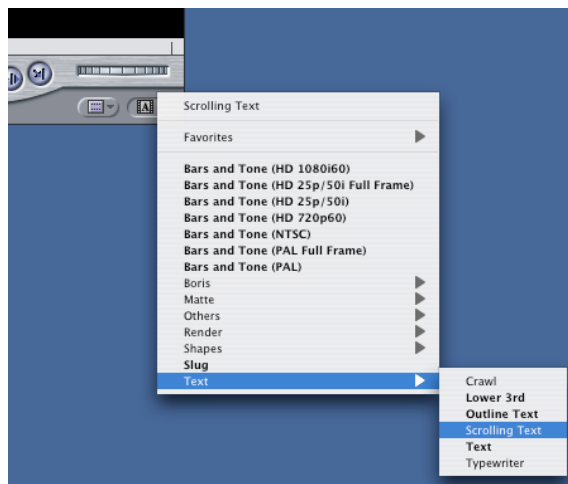 A
Scrolling Text
Favorites
Bars and Tone (HD 1080i60)
Bars and Tone (HD 25p/50i Full Frame)
Bars and Tone (HD 25p/50i)
Bars and Tone (HD 720p60)
Bars and Tone (NTSC)
Bars and Tone (PAL Full Frame)
Bars and Tone (PAL)
Boris
Matte
Others
Render
Shapes
Slug
Text
Crawl
Lower 3rd
Outline Text
Scrolling Text
Text
Typewriter